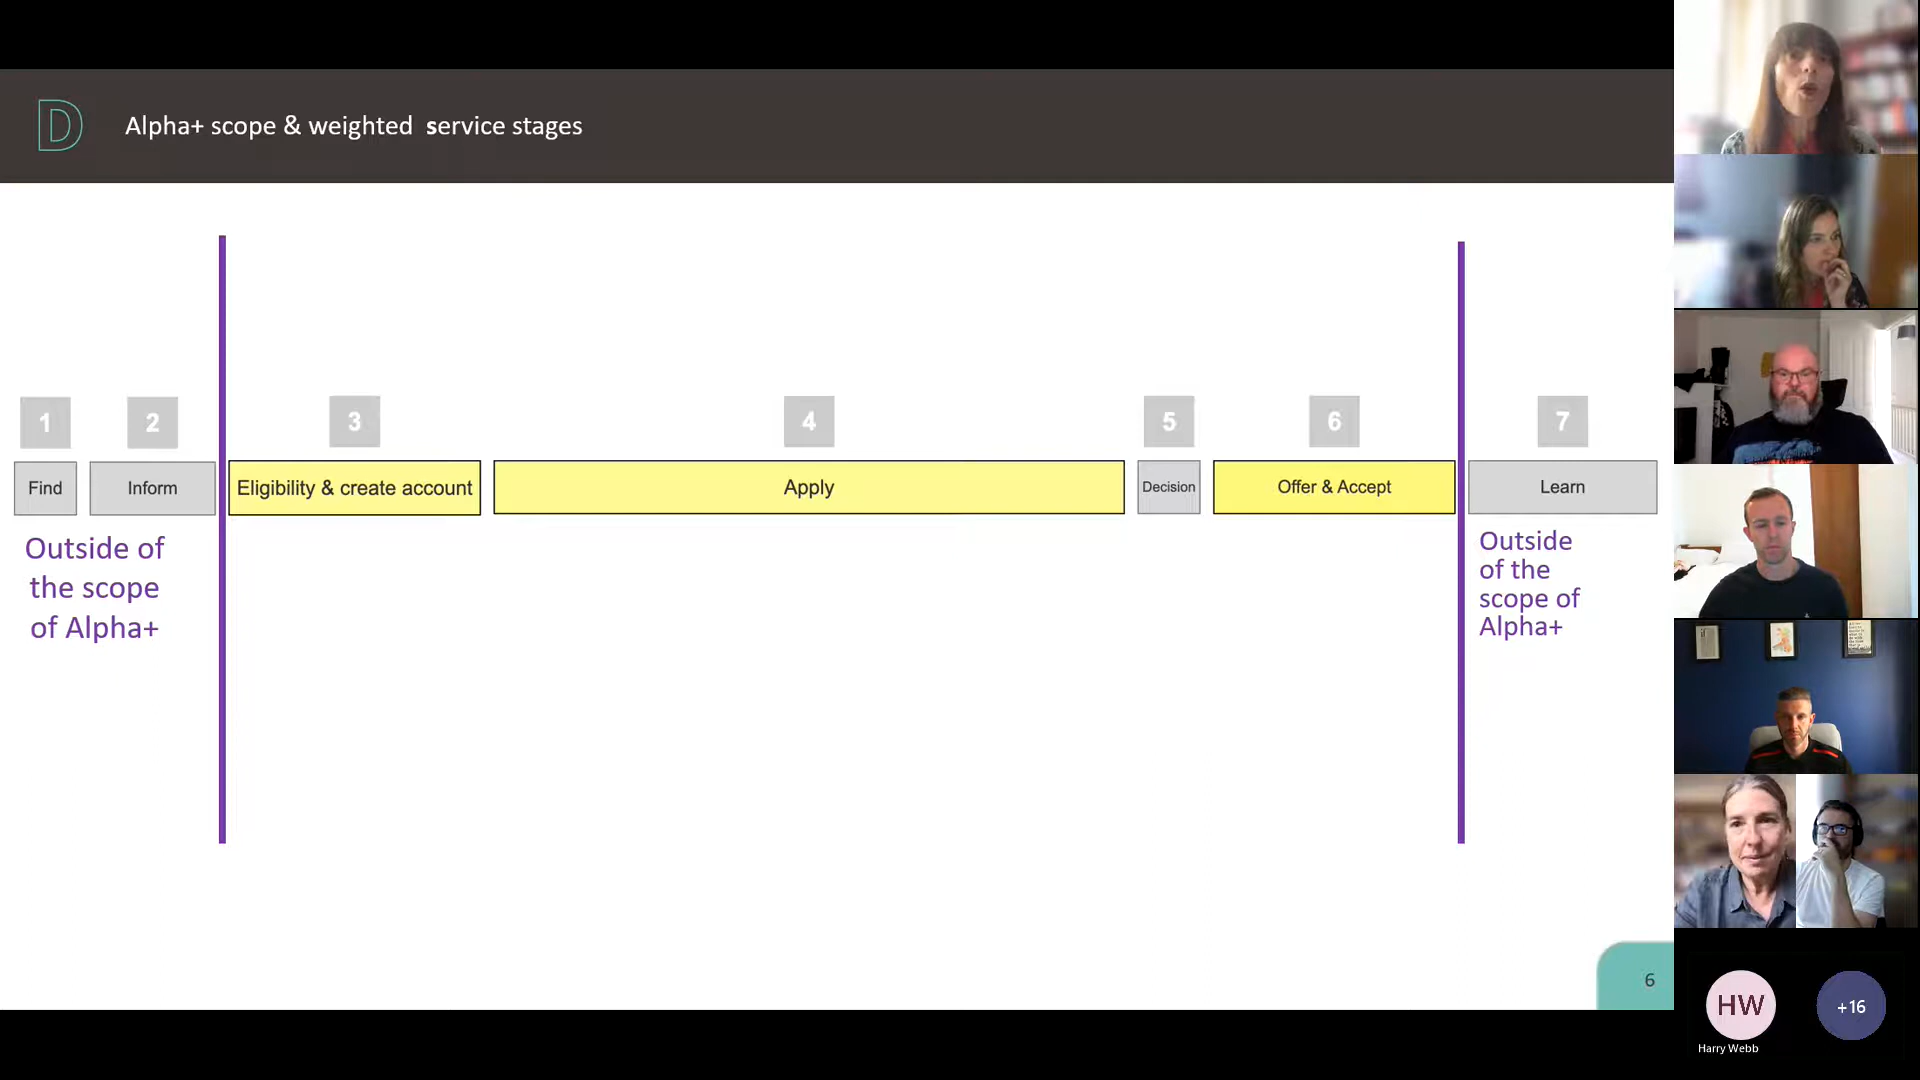 D
Alpha+ scope & weighted service stages
1
2
3
4
5
6
7
Find
Inform
Eligibility & create account
Apply
Decision
Offer & Accept
Learn
Outside of
the scope
of Alpha+
Outside
of the
scope of
Alpha+
6
HW
+16
Harry Webb